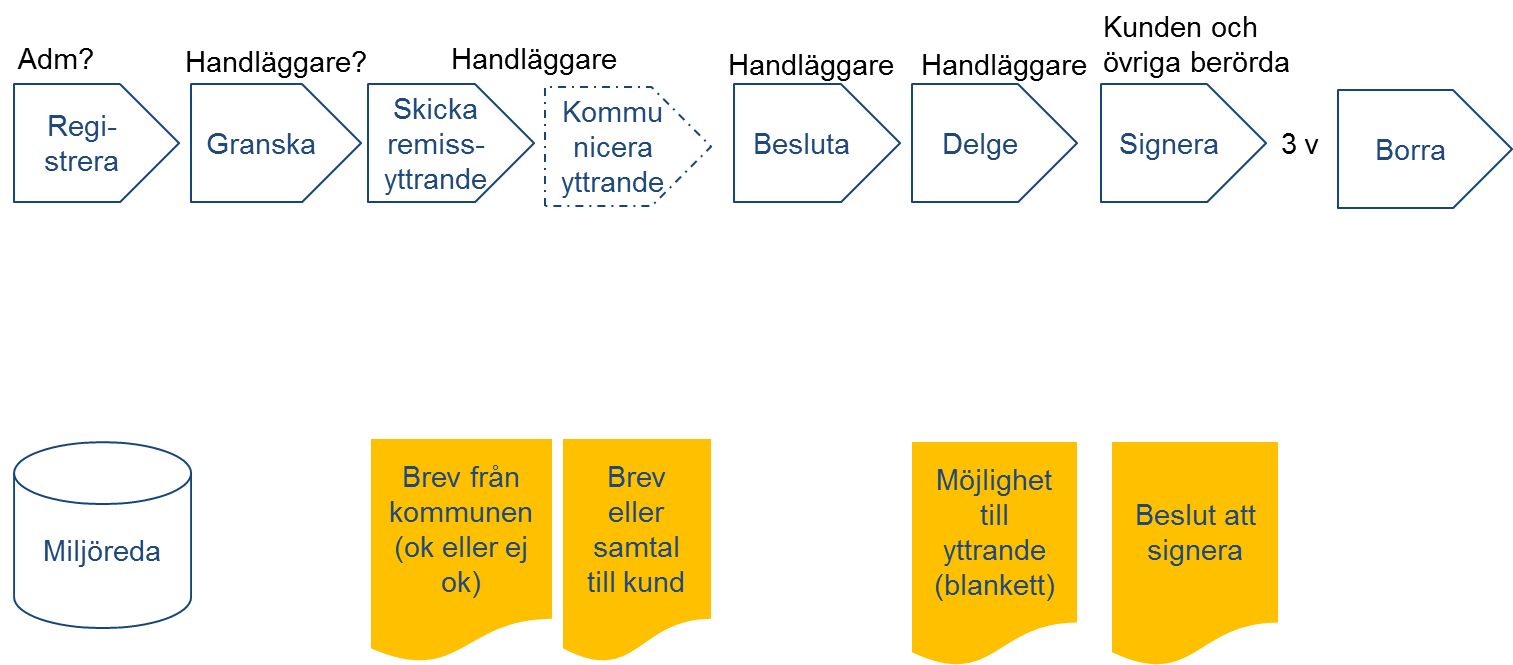 Adm?
Handläggare?
Handläggare
Handläggare
Handläggare
Kunden och
övriga berörda
Regi-
strera
Granska
Skicka
remiss-
yttrande
Kommu
nicera
yttrande
Besluta
Delge
Signera
3 v
Borra
Miljöreda
Brev från
kommunen
(ok eller ej
ok)
Brev
eller
samtal
till kund
Möjlighet
till
yttrande
(blankett)
Beslut att
signera